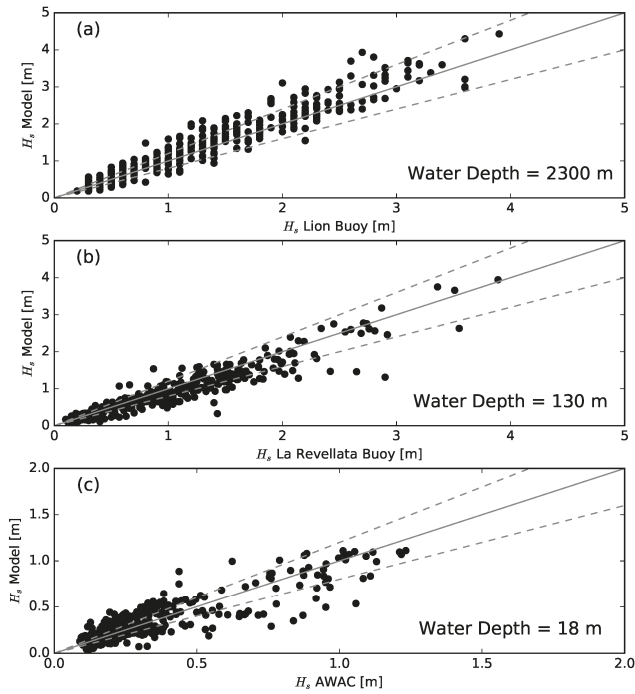 (a)
5
4
3
2
1
0
Hs Model [m]
Water Depth = 2300 m
0 1 2 3 4 5
Hs Lion Buoy [m]
(b)
5
4
3
2
1
0
Hs Model [m]
Water Depth = 130 m
0 1 2 3 4 5
Hs La Revellata Buoy [m]
(c)
2.0
1.5
1.0
0.5
0.0
Hs Model [m]
Water Depth = 18 m
0.0 0.5 1.0 1.5 2.0
Hs AWAC [m]